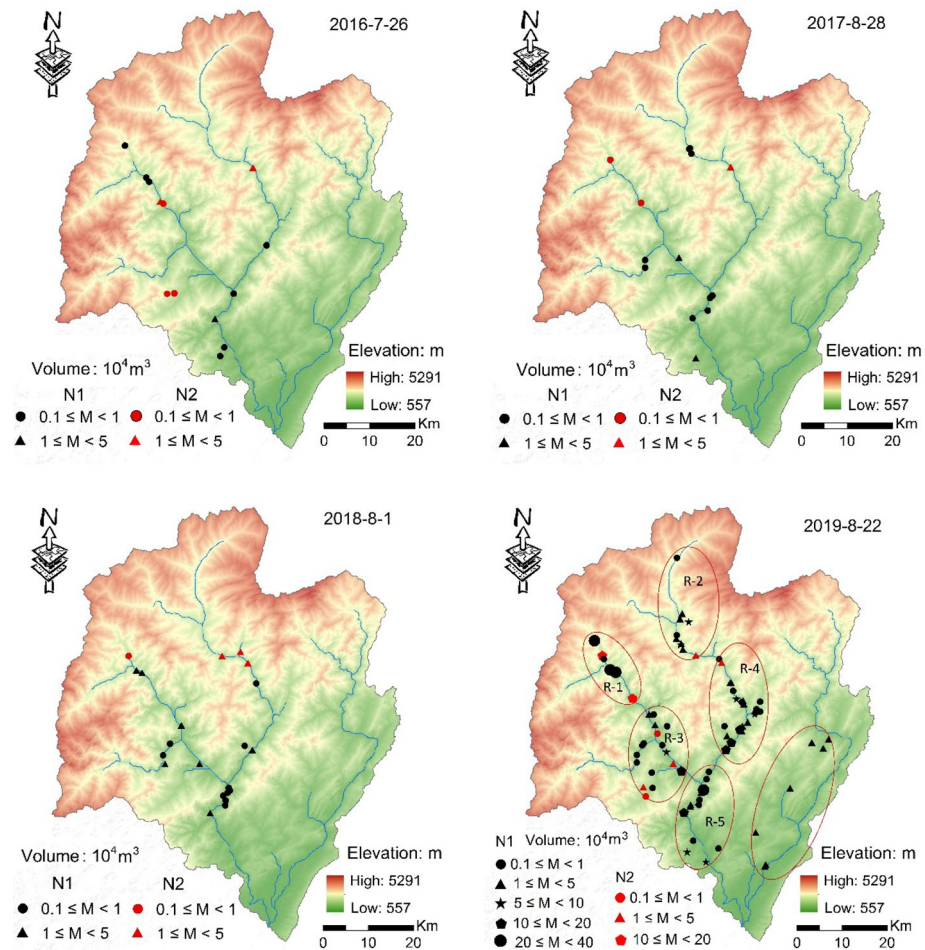 N
2016-7-26
Volume: 10⁴m³
N1 N2
0.1 ≤ M < 1 0.1 ≤ M < 1
1 ≤ M < 5 1 ≤ M < 5
Elevation: m
High: 5291
Low: 557
Km
0 10 20
N
2017-8-28
Volume: 10⁴m³
N1 N2
0.1 ≤ M < 1 0.1 ≤ M < 1
1 ≤ M < 5 1 ≤ M < 5
Elevation: m
High: 5291
Low: 557
Km
0 10 20
N
2018-8-1
Volume: 10⁴m³
N1 N2
0.1 ≤ M < 1 0.1 ≤ M < 1
1 ≤ M < 5 1 ≤ M < 5
Elevation: m
High: 5291
Low: 557
Km
0 10 20
N
2019-8-22
R-2
R-4
R-1
R-3
R-5
N1 Volume: 10⁴m³
0.1 ≤ M < 1
1 ≤ M < 5
5 ≤ M < 10
10 ≤ M < 20
20 ≤ M < 40
N2
0.1 ≤ M < 1
1 ≤ M < 5
10 ≤ M < 20
Elevation: m
High: 5291
Low: 557
Km
0 10 20